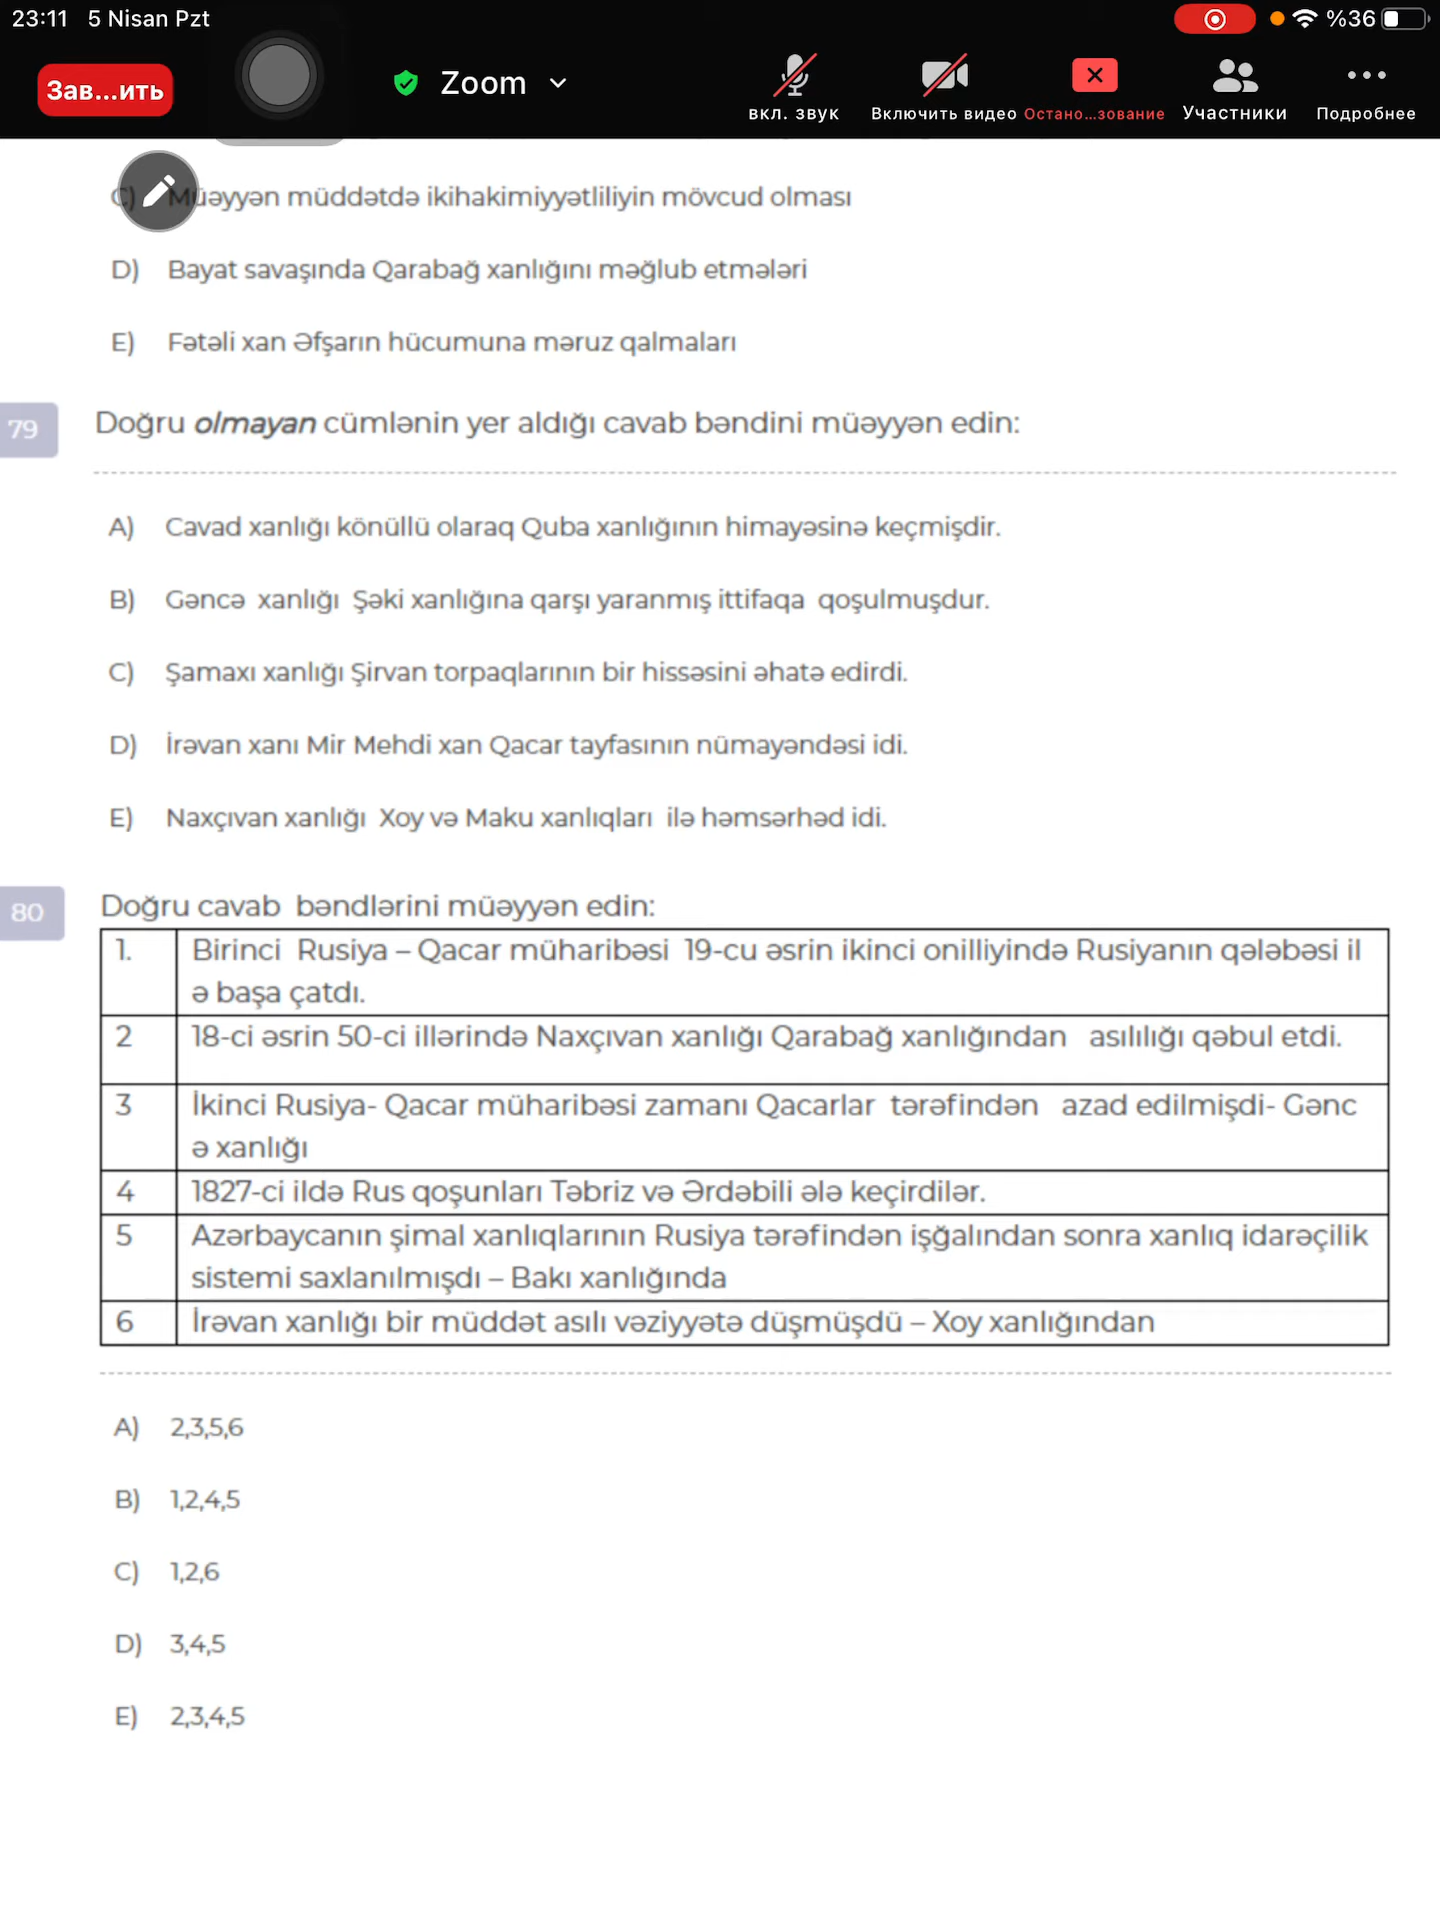 23:11 5 Nisan Pzt
%36
Зав...ить
Zoom
вкл. звук
Включить видео
Остано...зование
Участники
Подробнее
C) Müəyyən müddətdə ikihakimiyyətliliyin mövcud olması
D) Bayat savaşında Qarabağ xanlığını məğlub etmələri
E) Fətəli xan Əfşarın hücumuna məruz qalmaları
79 Doğru olmayan cümlənin yer aldığı cavab bəndini müəyyən edin:
A) Cavad xanlığı könüllü olaraq Quba xanlığının himayəsinə keçmişdir.
B) Gəncə xanlığı Şəki xanlığına qarşı yaranmış ittifaqa qoşulmuşdur.
C) Şamaxı xanlığı Şirvan torpaqlarının bir hissəsini əhatə edirdi.
D) İrəvan xanı Mir Mehdi xan Qacar tayfasının nümayəndəsi idi.
E) Naxçıvan xanlığı Xoy və Maku xanlıqları ilə həmsərhəd idi.
80 Doğru cavab bəndlərini müəyyən edin:
1. Birinci Rusiya – Qacar müharibəsi 19-cu əsrin ikinci onilliyində Rusiyanın qələbəsi il
ə başa çatdı.
2 18-ci əsrin 50-ci illərində Naxçıvan xanlığı Qarabağ xanlığından asılılığı qəbul etdi.
3 İkinci Rusiya- Qacar müharibəsi zamanı Qacarlar tərəfindən azad edilmişdi- Gənc
ə xanlığı
4 1827-ci ildə Rus qoşunları Təbriz və Ərdəbili ələ keçirdilər.
5 Azərbaycanın şimal xanlıqlarının Rusiya tərəfindən işğalından sonra xanlıq idarəçilik
sistemi saxlanılmışdı – Bakı xanlığında
6 İrəvan xanlığı bir müddət asılı vəziyyətə düşmüşdü – Xoy xanlığından
A) 2,3,5,6
B) 1,2,4,5
C) 1,2,6
D) 3,4,5
E) 2,3,4,5